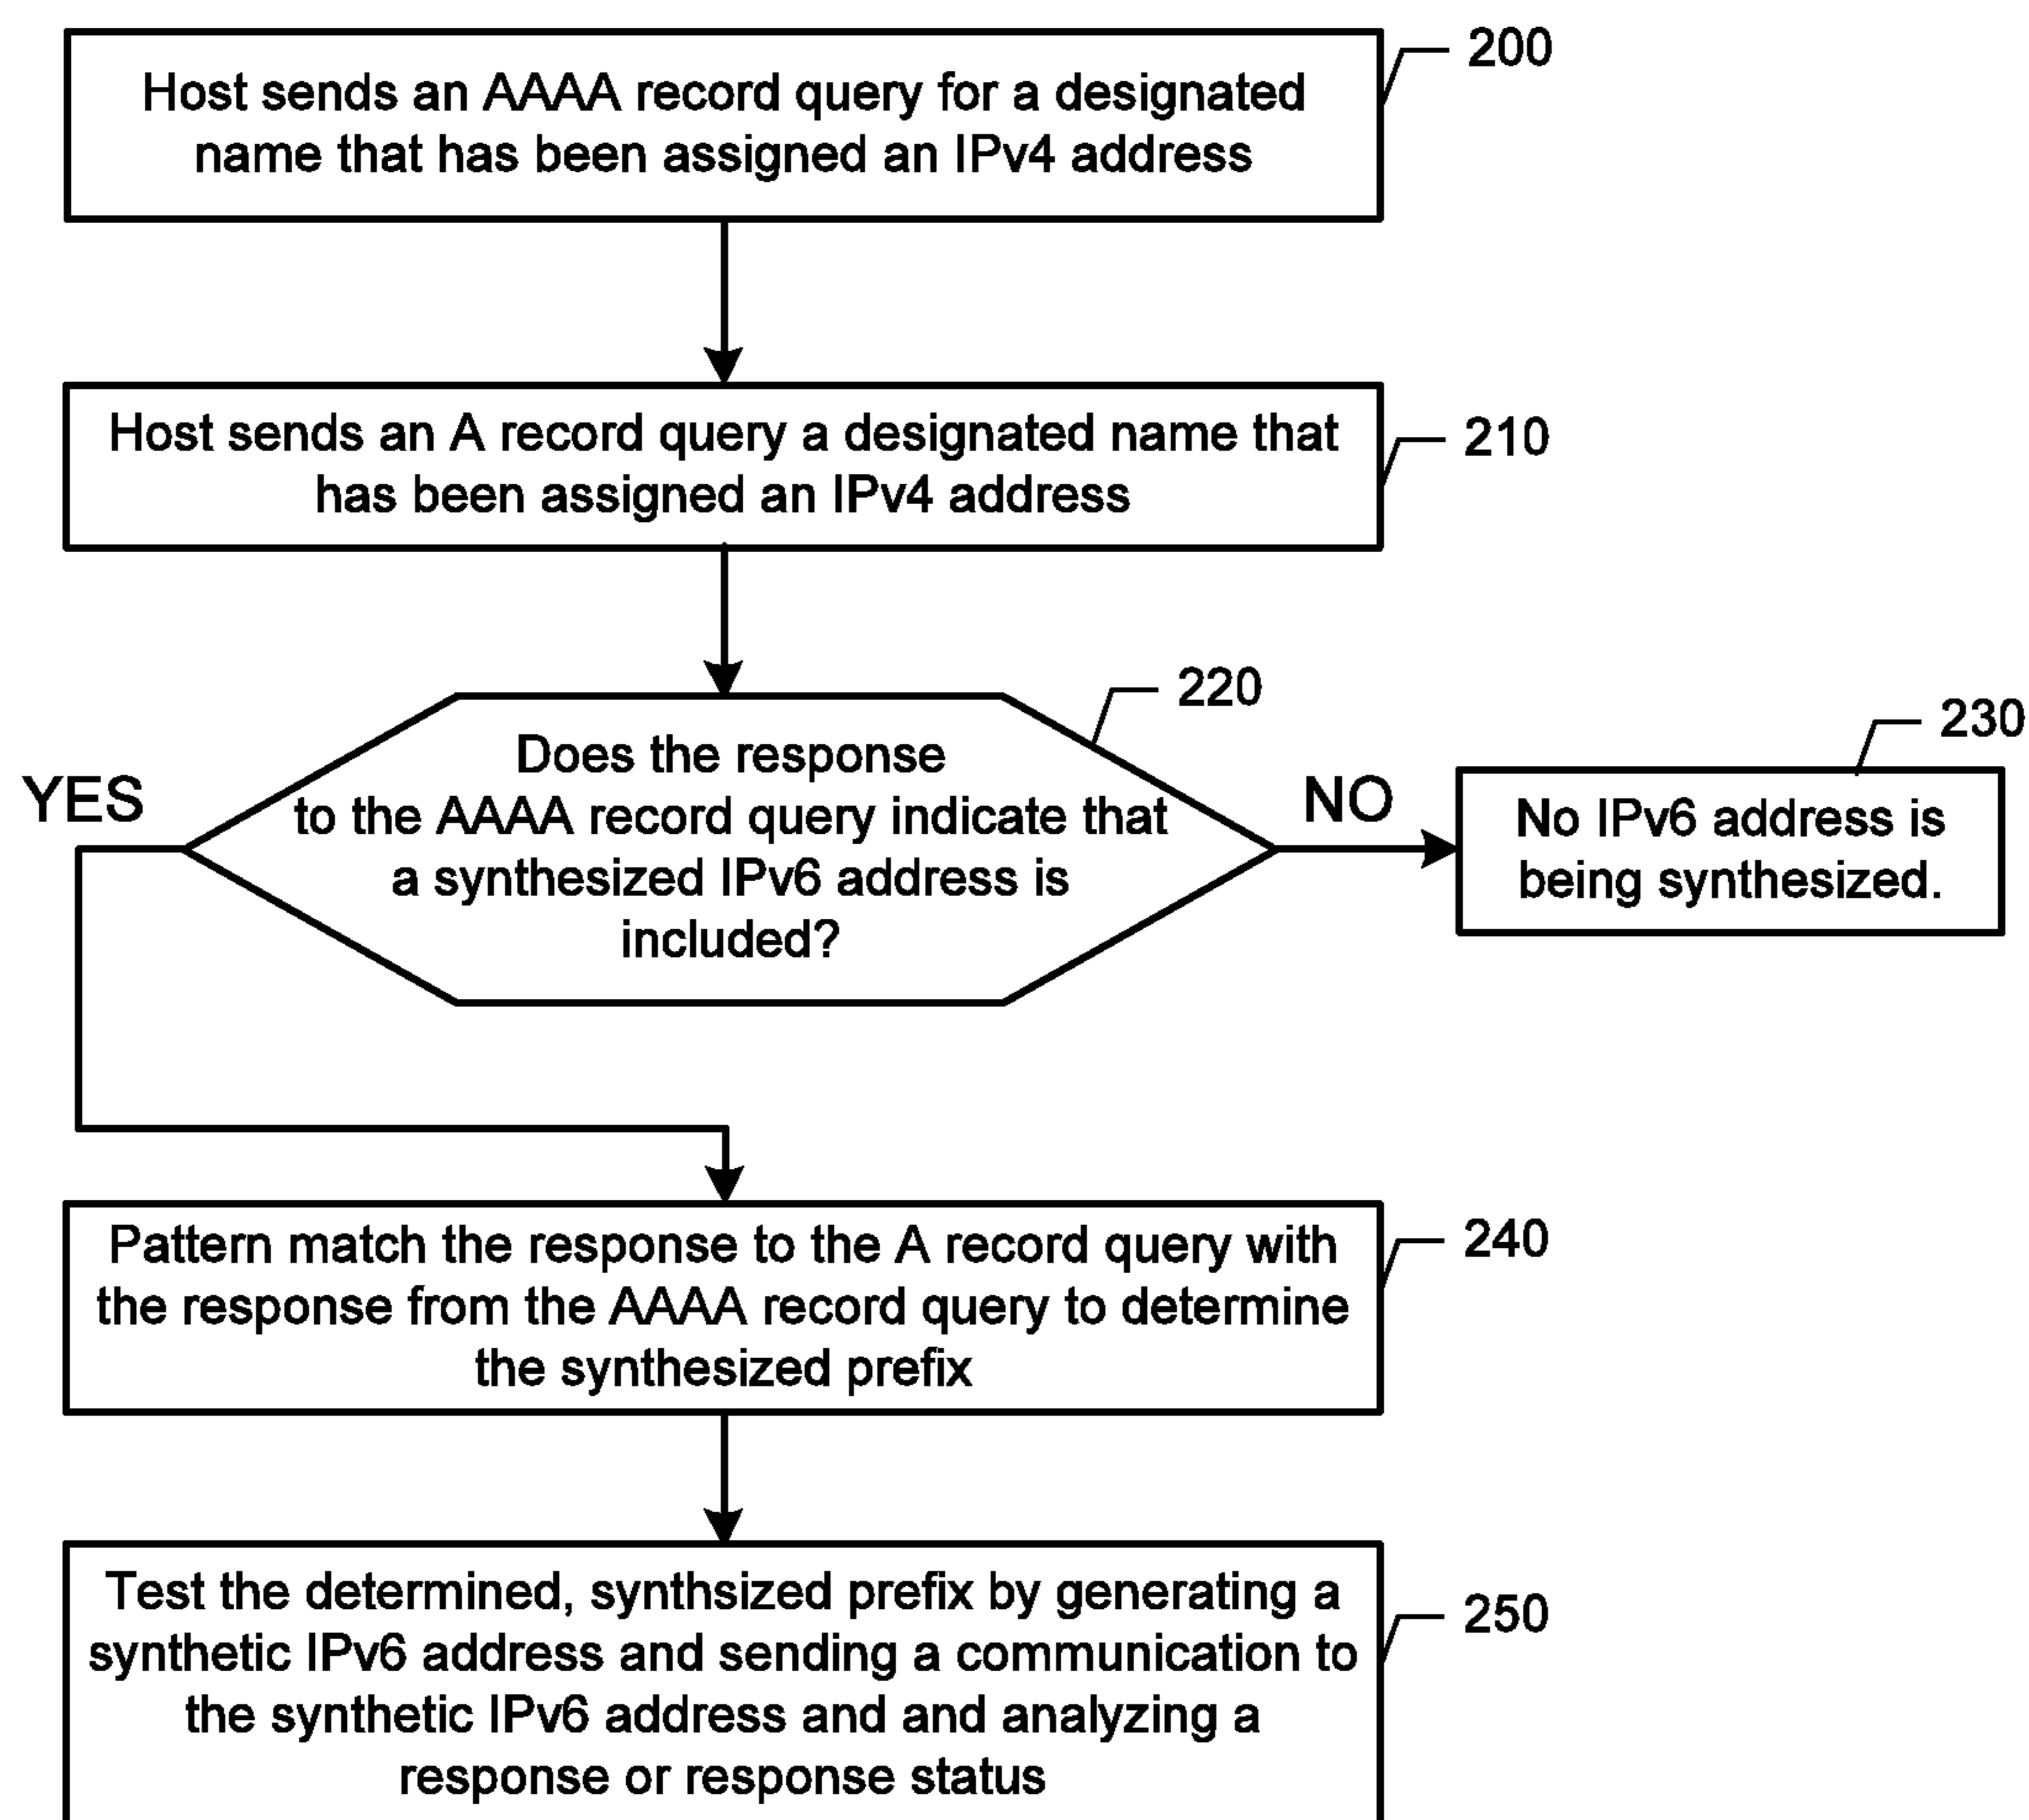 200
Host sends an AAAA record query for a designated
name that has been assigned an IPv4 address
210
Host sends an A record query a designated name that
has been assigned an IPv4 address
220
Does the response
to the AAAA record query indicate that
a synthesized IPv6 address is
included?
YES
NO
230
No IPv6 address is
being synthesized.
240
Pattern match the response to the A record query with
the response from the AAAA record query to determine
the synthesized prefix
250
Test the determined, synthsized prefix by generating a
synthetic IPv6 address and sending a communication to
the synthetic IPv6 address and and analyzing a
response or response status